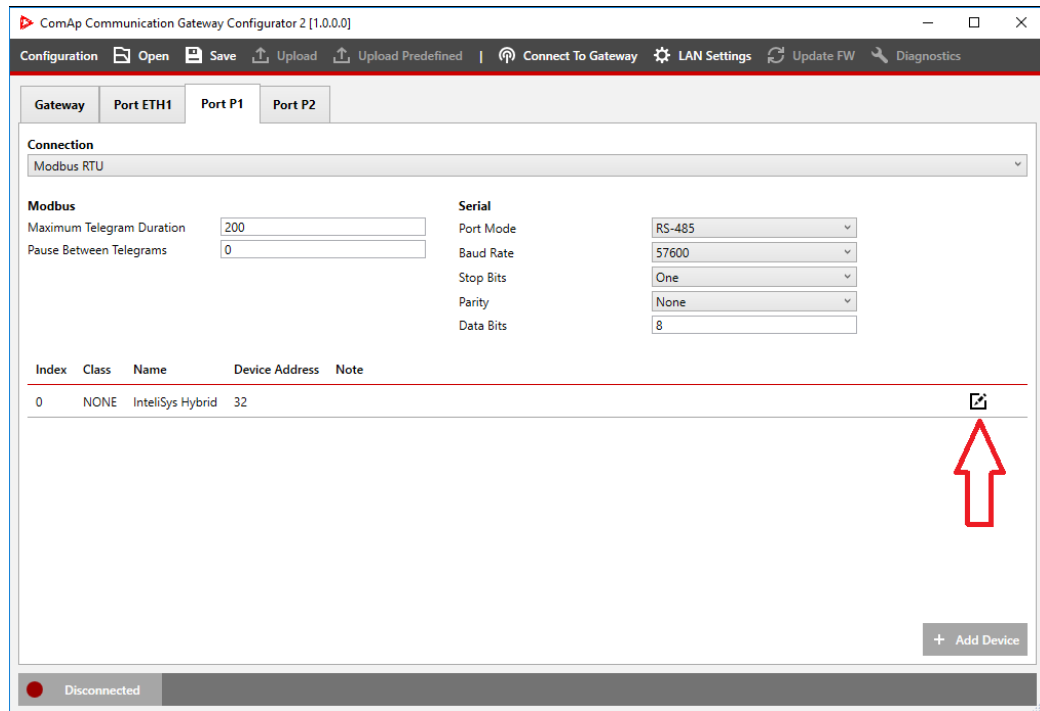 ComAp Communication Gateway Configurator 2 [1.0.0.0]
Configuration Open Save Upload Upload Predefined | Connect To Gateway LAN Settings Update FW Diagnostics
Gateway Port ETH1 Port P1 Port P2
Connection
Modbus RTU
Modbus Serial
Maximum Telegram Duration 200 Port Mode RS-485
Pause Between Telegrams 0 Baud Rate 57600
Stop Bits One
Parity None
Data Bits 8
Index Class Name Device Address Note
0 NONE InteliSys Hybrid 32
+ Add Device
Disconnected